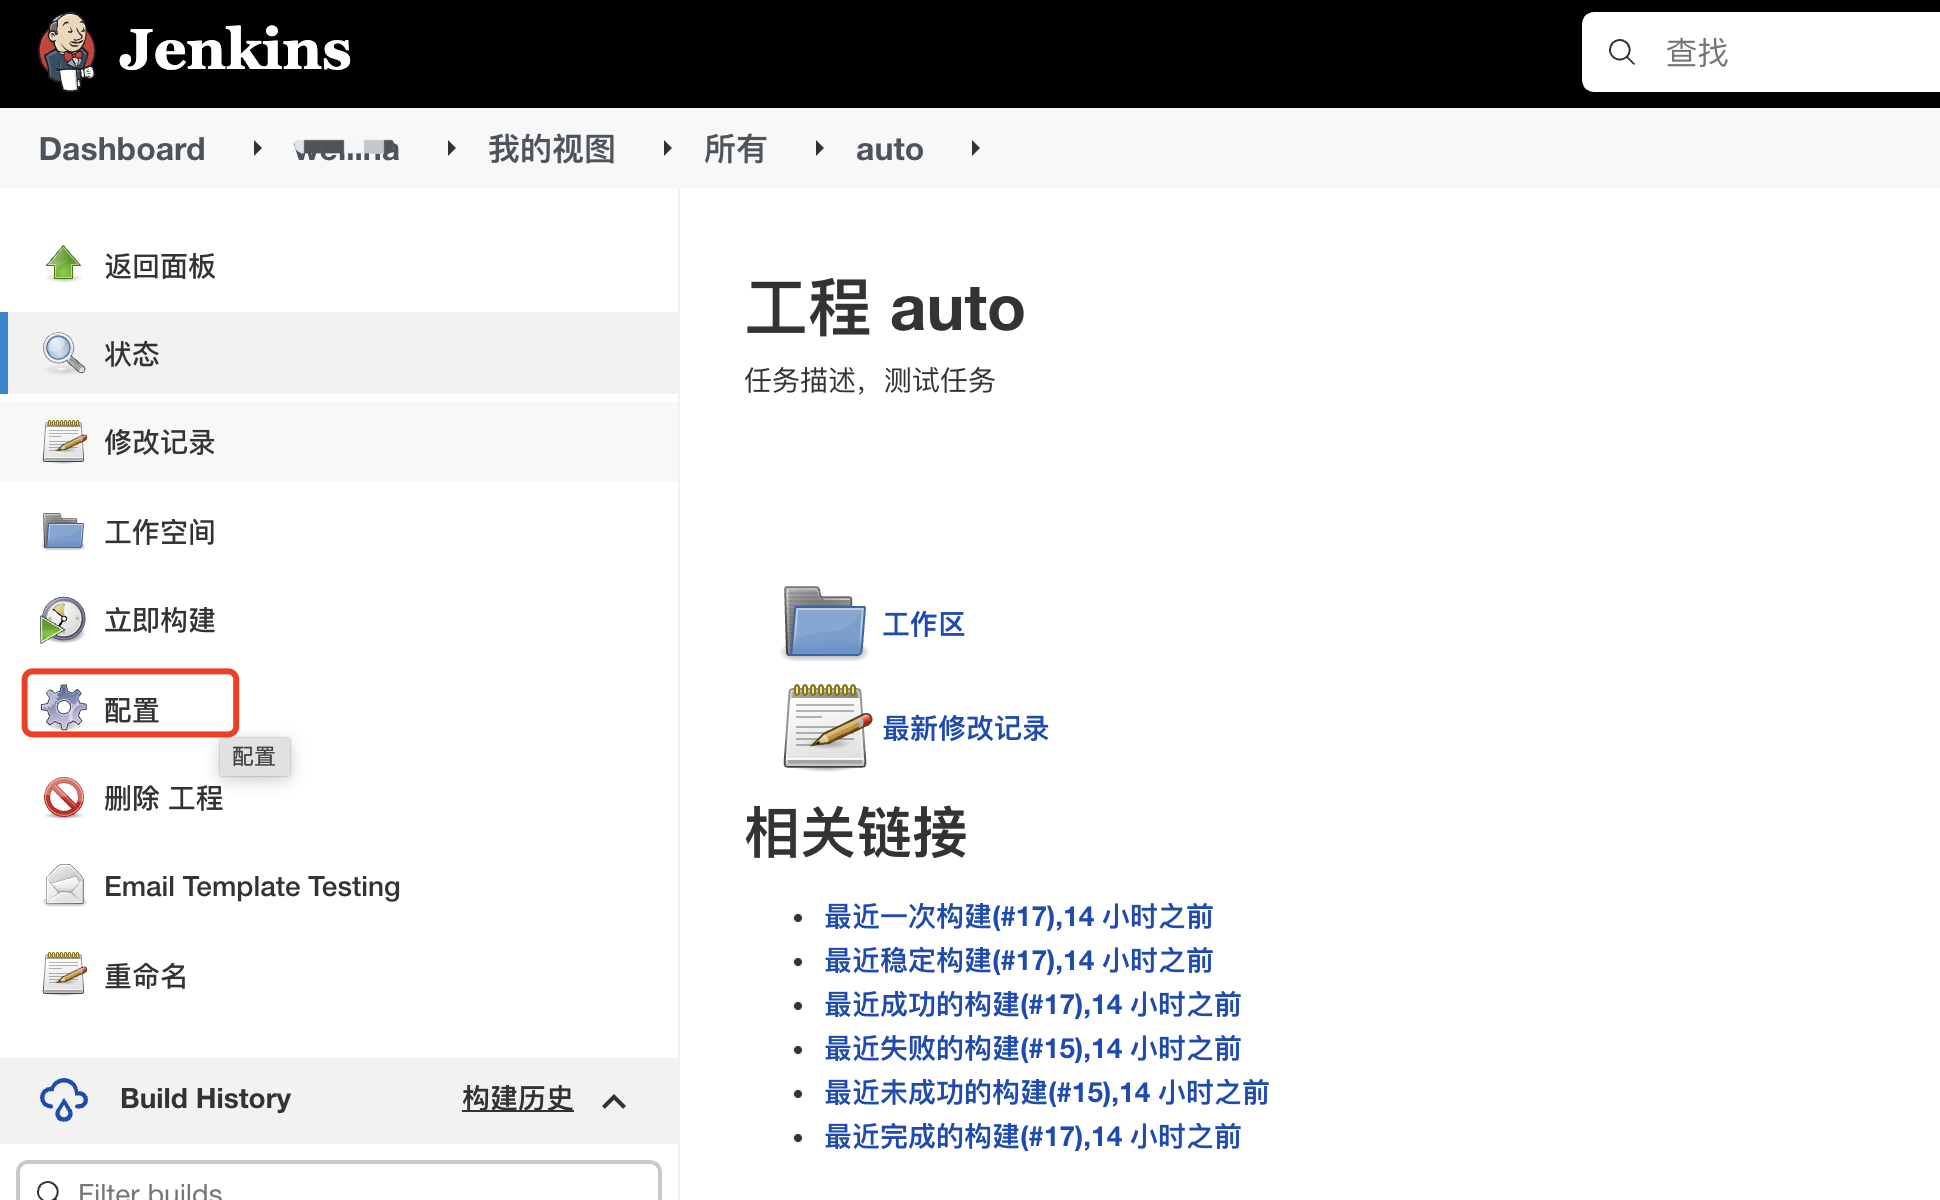 Jenkins
查找
Dashboard
我的视图
所有
auto
返回面板
状态
修改记录
工作空间
立即构建
配置
配置
删除 工程
Email Template Testing
重命名
Build History
构建历史
Filter builds
工程 auto
任务描述，测试任务
工作区
最新修改记录
相关链接
最近一次构建(#17),14 小时之前
最近稳定构建(#17),14 小时之前
最近成功的构建(#17),14 小时之前
最近失败的构建(#15),14 小时之前
最近未成功的构建(#15),14 小时之前
最近完成的构建(#17),14 小时之前